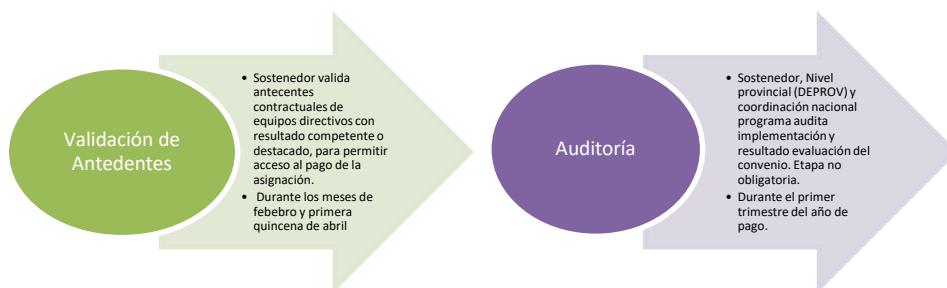 Validación de
Antedentes
• Sostenedor valida
antecentes
contractuales de
equipos directivos con
resultado competente o
destacado, para permitir
acceso al pago de la
asignación.
• Durante los meses de
febebro y primera
quincena de abril
Auditoría
• Sostenedor, Nivel
provincial (DEPROV) y
coordinación nacional
programa audita
implementación y
resultado evaluación del
convenio. Etapa no
obligatoria.
• Durante el primer
trimestre del año de
pago.